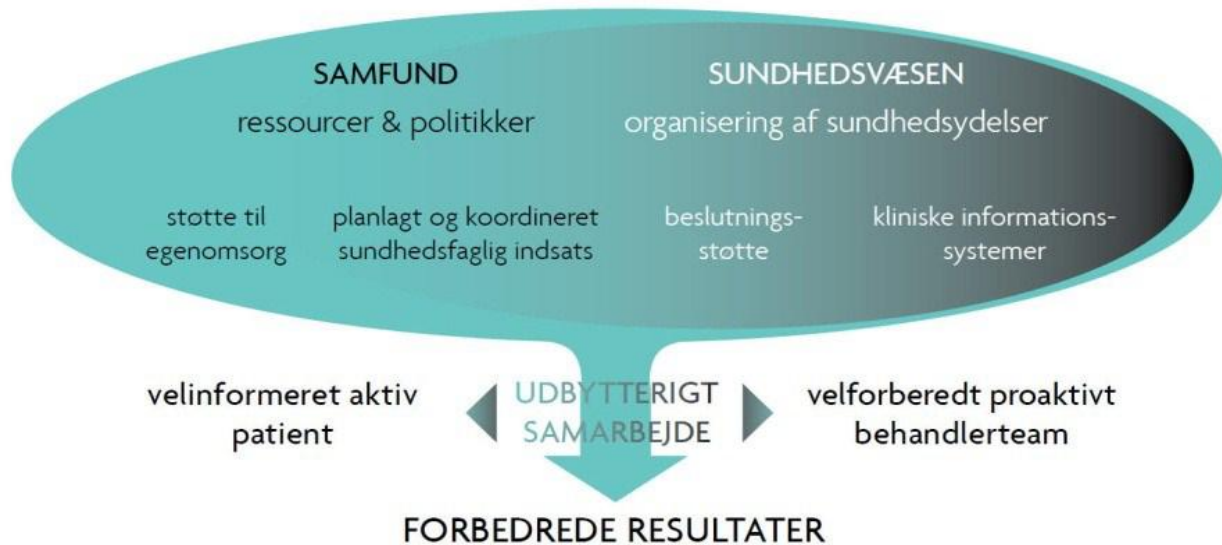 SAMFUND
ressourcer & politikker
SUNDHEDSVÆSEN
organisering af sundhedsydelser
støtte til
egenomsorg
planlagt og koordineret
sundhedsfaglig indsats
beslutnings-
støtte
kliniske informations-
systemer
velinformeret aktiv
patient
UDBYTTERIGT
SAMARBEJDE
velforberedt proaktivt
behandlerteam
FORBEDREDE RESULTATER